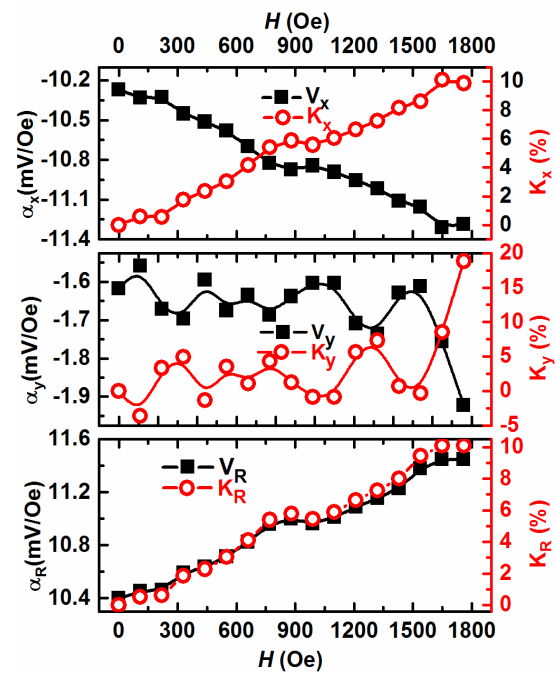 H (Oe)
0 300 600 900 1200 1500 1800
-10.2
-10.5
-10.8
-11.1
-11.4
αx(mV/Oe)
Vx
Kx
10
8
6
4
2
0
Kx (%)
-1.6
-1.7
-1.8
-1.9
αy(mV/Oe)
Vy
Ky
20
15
10
5
0
-5
Ky (%)
11.6
11.2
10.8
10.4
αR(mV/Oe)
VR
KR
10
8
6
4
2
0
KR (%)
0 300 600 900 1200 1500 1800
H (Oe)